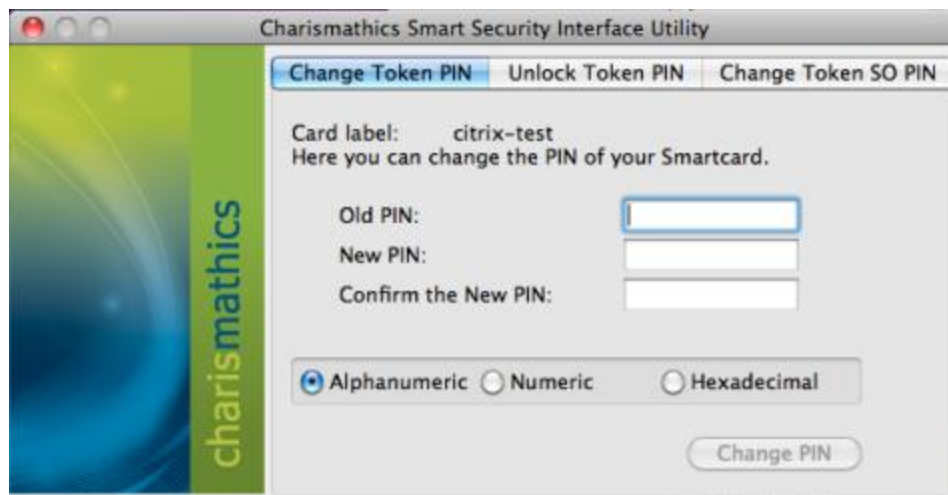 Charismathics Smart Security Interface Utility
Change Token PIN Unlock Token PIN Change Token SO PIN
Card label: citrix-test
Here you can change the PIN of your Smartcard.
Old PIN:
New PIN:
Confirm the New PIN:
Alphanumeric Numeric Hexadecimal
Change PIN
charismathics